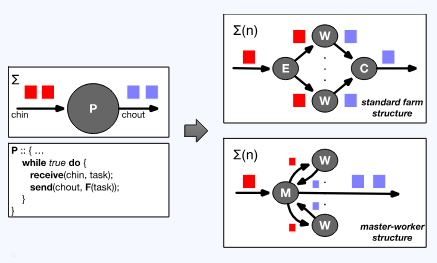 Σ
P
chin
chout
P :: { ...
while true do {
receive(chin, task);
send(chout, F(task));
}
}
Σ(n)
W
E
C
W
standard farm
structure
Σ(n)
W
M
W
master-worker
structure